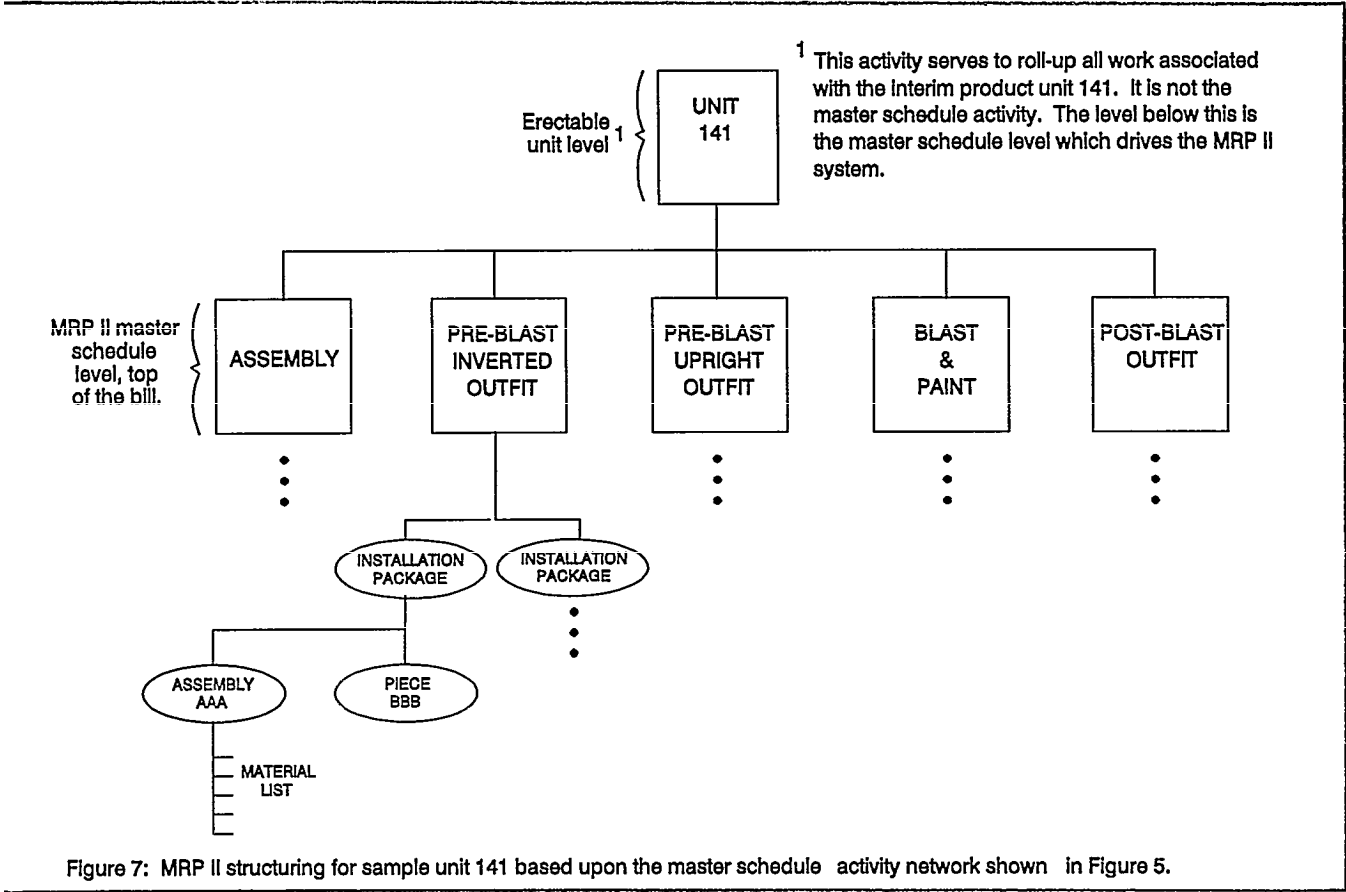 UNIT
141
Erectable
unit level 1
1 This activity serves to roll-up all work associated
with the interim product unit 141. It is not the
master schedule activity. The level below this is
the master schedule level which drives the MRP II
system.
MRP II master
schedule
level, top
of the bill.
ASSEMBLY
PRE-BLAST
INVERTED
OUTFIT
PRE-BLAST
UPRIGHT
OUTFIT
BLAST
&
PAINT
POST-BLAST
OUTFIT
INSTALLATION
PACKAGE
INSTALLATION
PACKAGE
ASSEMBLY
AAA
PIECE
BBB
MATERIAL
LIST
Figure 7: MRP II structuring for sample unit 141 based upon the master schedule activity network shown in Figure 5.